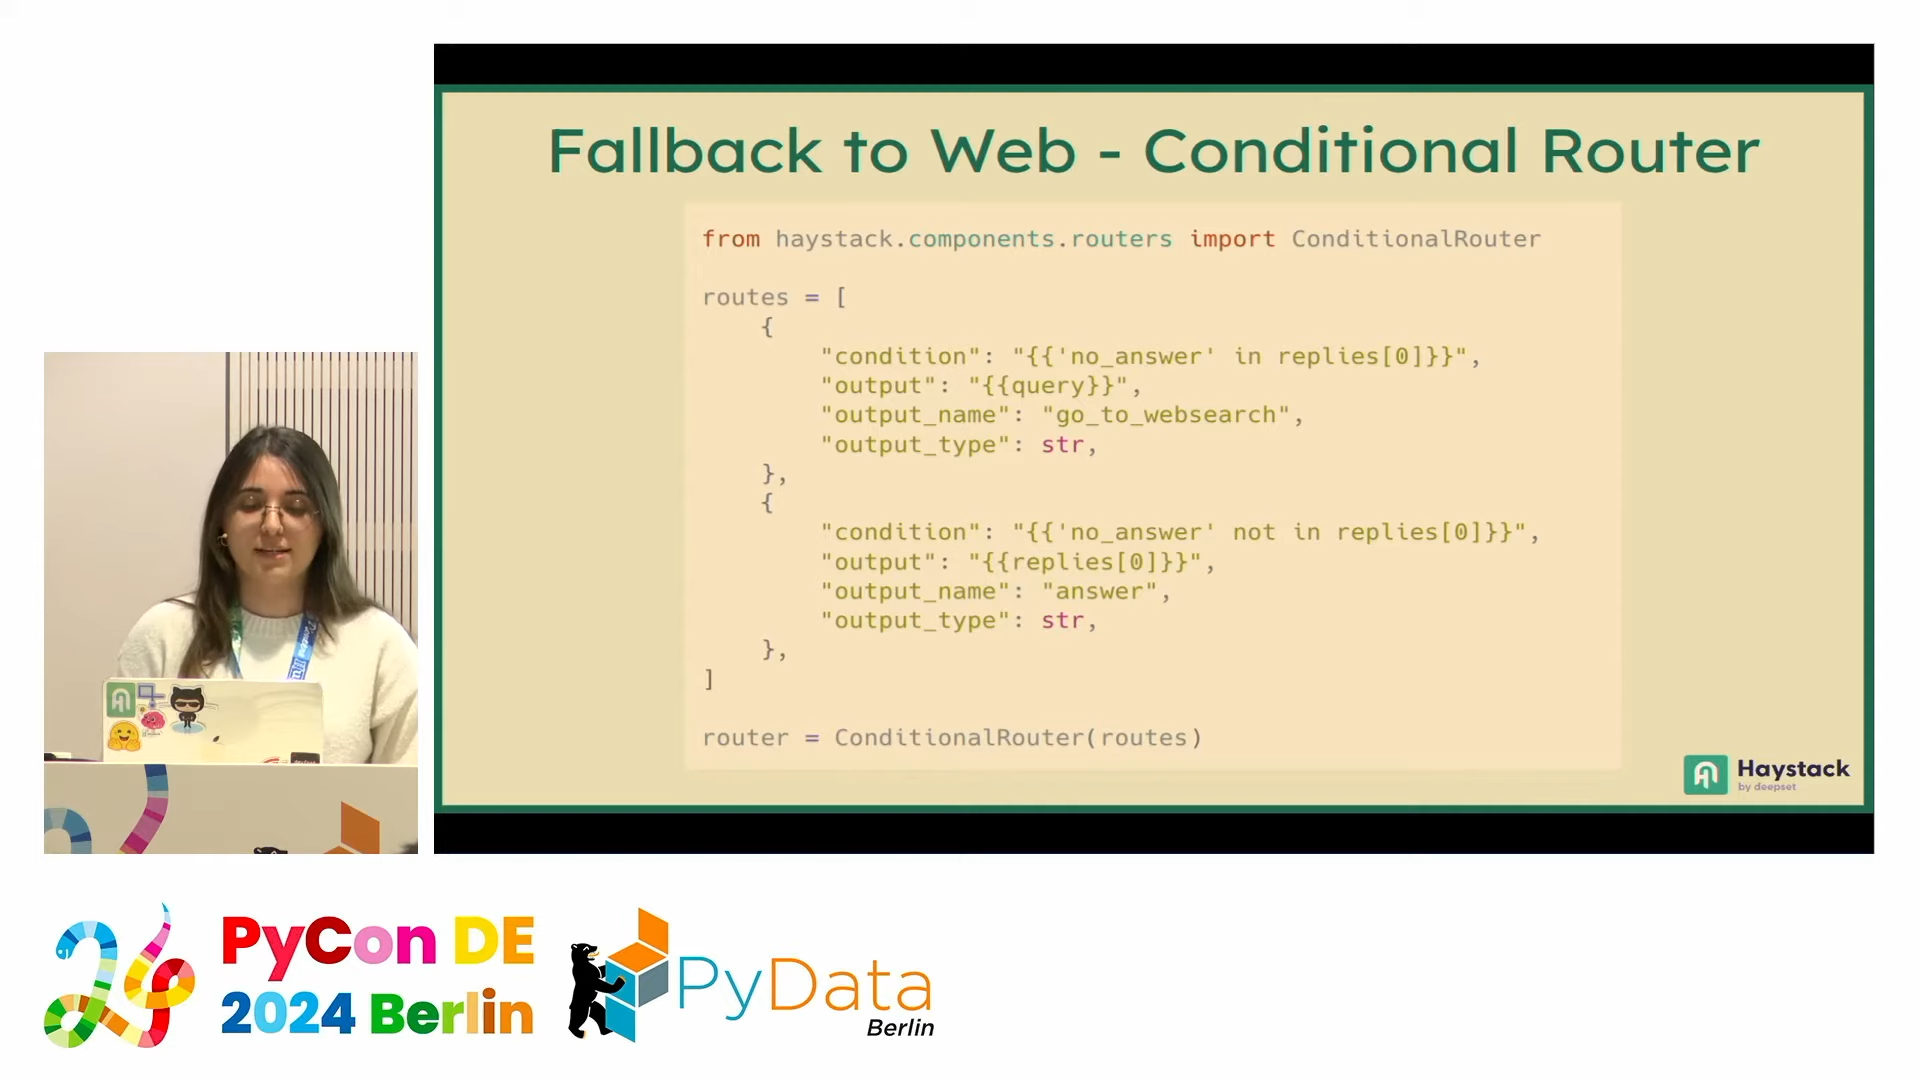 Fallback to Web - Conditional Router
from haystack.components.routers import ConditionalRouter
routes = [
{
"condition": "{{'no_answer' in replies[0]}}",
"output": "{{query}}",
"output_name": "go_to_websearch",
"output_type": str,
},
{
"condition": "{{'no_answer' not in replies[0]}}",
"output": "{{replies[0]}}",
"output_name": "answer",
"output_type": str,
},
]
router = ConditionalRouter(routes)
Haystack
by deepset
PyCon DE
2024 Berlin
PyData
Berlin